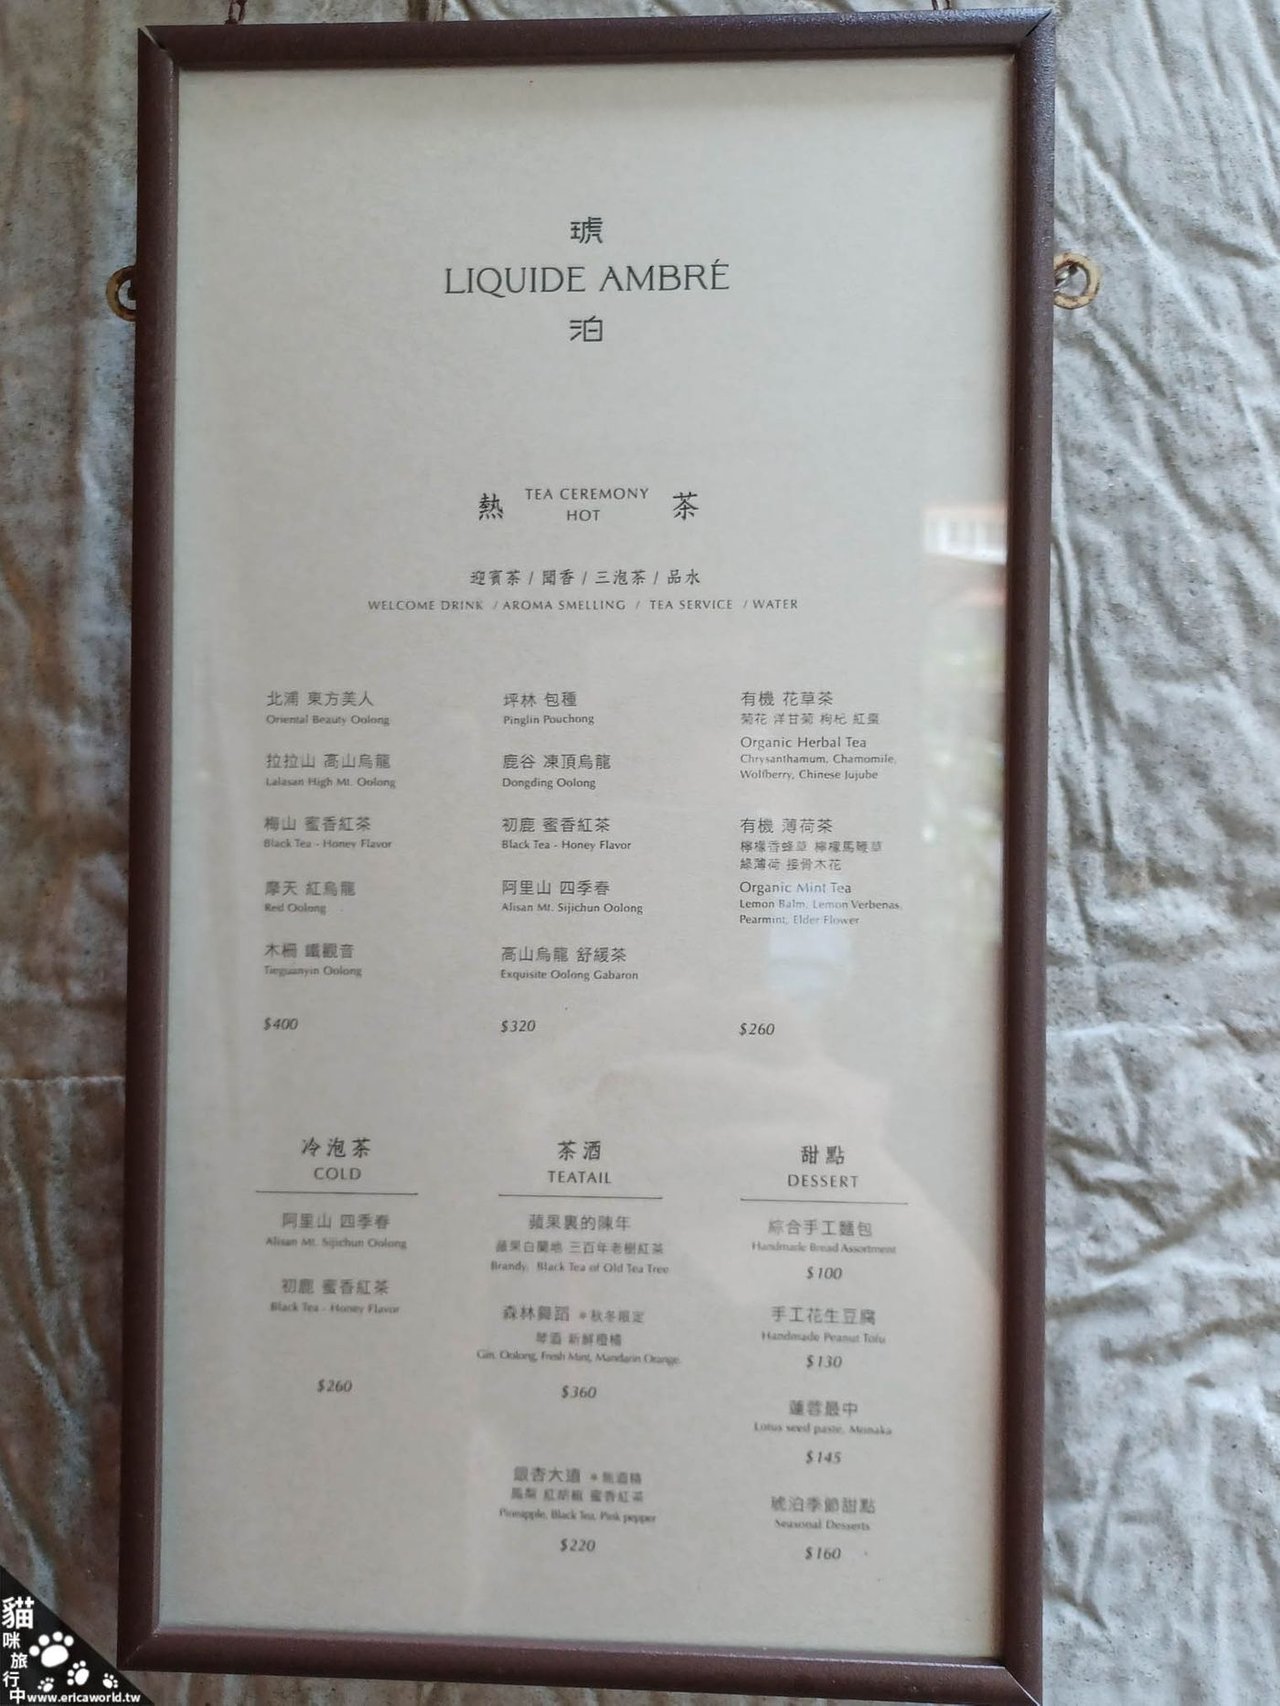 琥
LIQUIDE AMBRÉ
泊
熱 茶
TEA CEREMONY
HOT
迎賓茶 / 聞香 / 三泡茶 / 品水
WELCOME DRINK / AROMA SMELLING / TEA SERVICE / WATER
北浦 東方美人
Oriental Beauty Oolong
拉拉山 高山烏龍
Lalasan High Mt. Oolong
梅山 蜜香紅茶
Black Tea - Honey Flavor
摩天 紅烏龍
Red Oolong
木柵 鐵觀音
Tieguanyin Oolong
$400
坪林 包種
Pinglin Pouchong
鹿谷 凍頂烏龍
Dongding Oolong
初鹿 蜜香紅茶
Black Tea - Honey Flavor
阿里山 四季春
Alisan Mt. Sijichun Oolong
高山烏龍 舒緩茶
Exquisite Oolong Gabaron
$320
有機 花草茶
菊花 洋甘菊 枸杞 紅棗
Organic Herbal Tea
Chrysanthamum, Chamomile,
Wolfberry, Chinese Jujube
有機 薄荷茶
檸檬香蜂草 檸檬馬鞭草
綠薄荷 接骨木花
Organic Mint Tea
Lemon Balm, Lemon Verbenas,
Pearmint, Elder Flower
$260
冷泡茶
COLD
阿里山 四季春
Alisan Mt. Sijichun Oolong
初鹿 蜜香紅茶
Black Tea - Honey Flavor
$260
茶酒
TEATAIL
蘋果裏的陳年
蘋果白蘭地 三百年老樹紅茶
Brandy, Black Tea of Old Tea Tree
森林舞蹈 *秋冬限定
琴酒 新鮮橙橘
Gin, Oolong, Fresh Mint, Mandarin Orange,
$360
銀杏大道 *無酒精
鳳梨 紅胡椒 蜜香紅茶
Pineapple, Black Tea, Pink pepper
$220
甜點
DESSERT
綜合手工麵包
Handmade Bread Assortment
$100
手工花生豆腐
Handmade Peanut Tofu
$130
蓮蓉最中
Lotus seed paste, Monaka
$145
琥泊季節甜點
Seasonal Desserts
$160
貓咪旅行中
www.ericaworld.tw